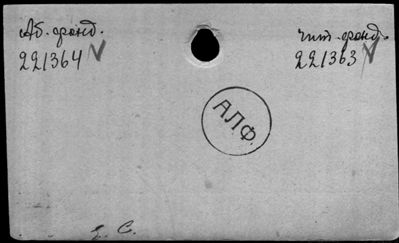 Аб. фонд.
221364
чит. фонд.
221363
АЛФ.